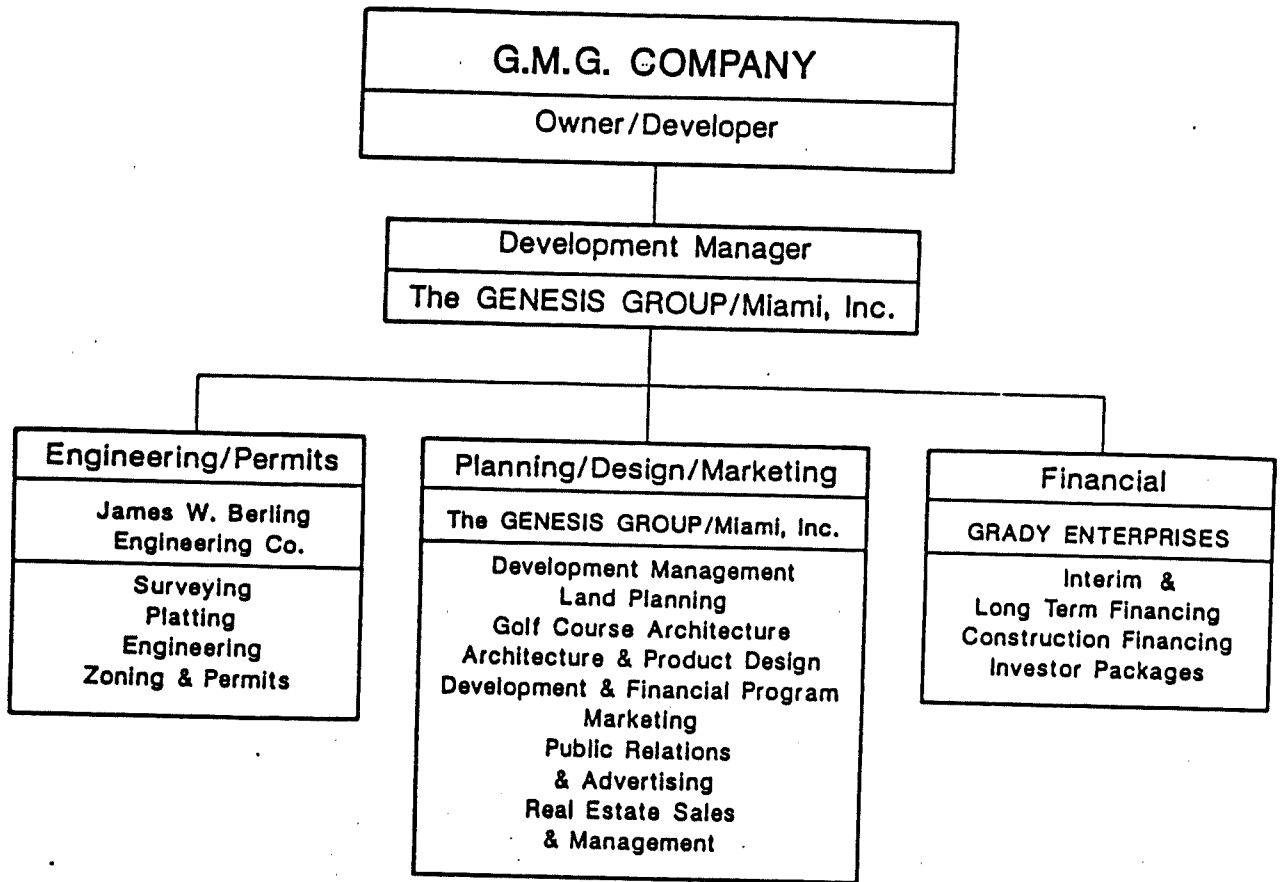 G.M.G. COMPANY
Owner/Developer
Development Manager
The GENESIS GROUP/Miami, Inc.
Engineering/Permits
James W. Berling
Engineering Co.
Surveying
Platting
Engineering
Zoning & Permits
Planning/Design/Marketing
The GENESIS GROUP/Miami, Inc.
Development Management
Land Planning
Golf Course Architecture
Architecture & Product Design
Development & Financial Program
Marketing
Public Relations
& Advertising
Real Estate Sales
& Management
Financial
GRADY ENTERPRISES
Interim &
Long Term Financing
Construction Financing
Investor Packages